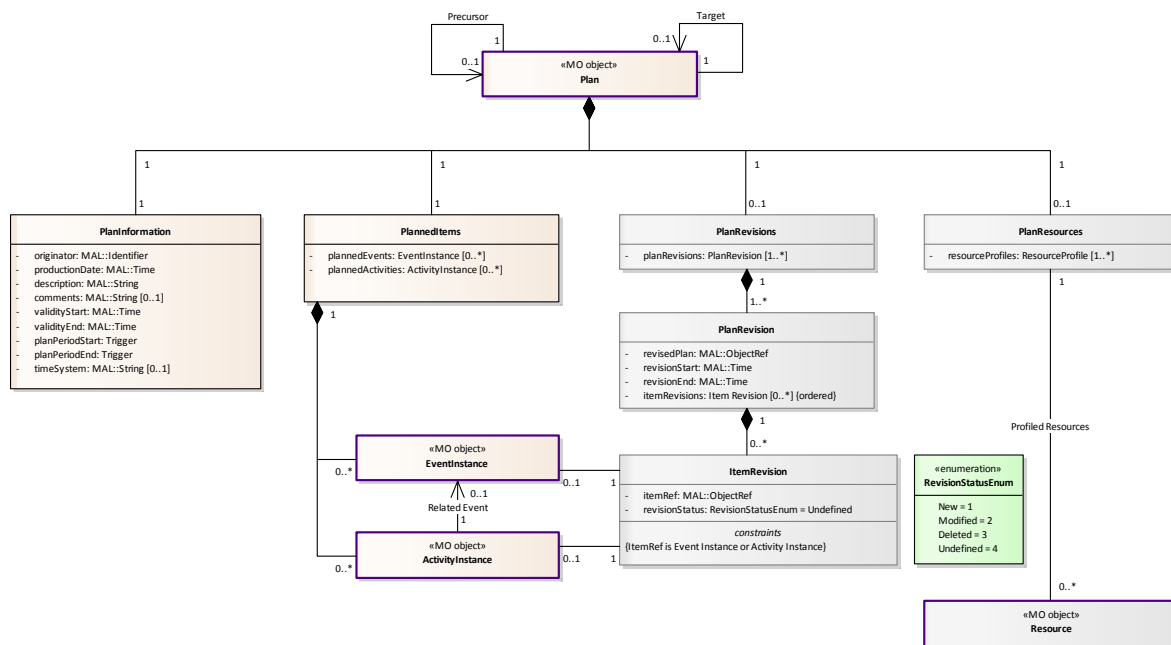 Precursor
Target
1
0..1
0..1
1
«MO object»
Plan
1
1
1
1
1
1
0..1
0..1
PlanInformation
- originator: MAL::Identifier
- productionDate: MAL::Time
- description: MAL::String
- comments: MAL::String [0..1]
- validityStart: MAL::Time
- validityEnd: MAL::Time
- planPeriodStart: Trigger
- planPeriodEnd: Trigger
- timeSystem: MAL::String [0..1]
PlannedItems
- plannedEvents: EventInstance [0..*]
- plannedActivities: ActivityInstance [0..*]
1
PlanRevisions
- planRevisions: PlanRevision [1..*]
1
1..*
PlanResources
- resourceProfiles: ResourceProfile [1..*]
1
PlanRevision
- revisedPlan: MAL::ObjectRef
- revisionStart: MAL::Time
- revisionEnd: MAL::Time
- itemRevisions: Item Revision [0..*] {ordered}
1
0..*
Profiled Resources
«MO object»
EventInstance
0..*
0..1
1
0..1
Related Event
1
«MO object»
ActivityInstance
0..*
0..1
1
ItemRevision
- itemRef: MAL::ObjectRef
- revisionStatus: RevisionStatusEnum = Undefined
constraints
{ItemRef is Event Instance or Activity Instance}
«enumeration»
RevisionStatusEnum
New = 1
Modified = 2
Deleted = 3
Undefined = 4
0..*
«MO object»
Resource